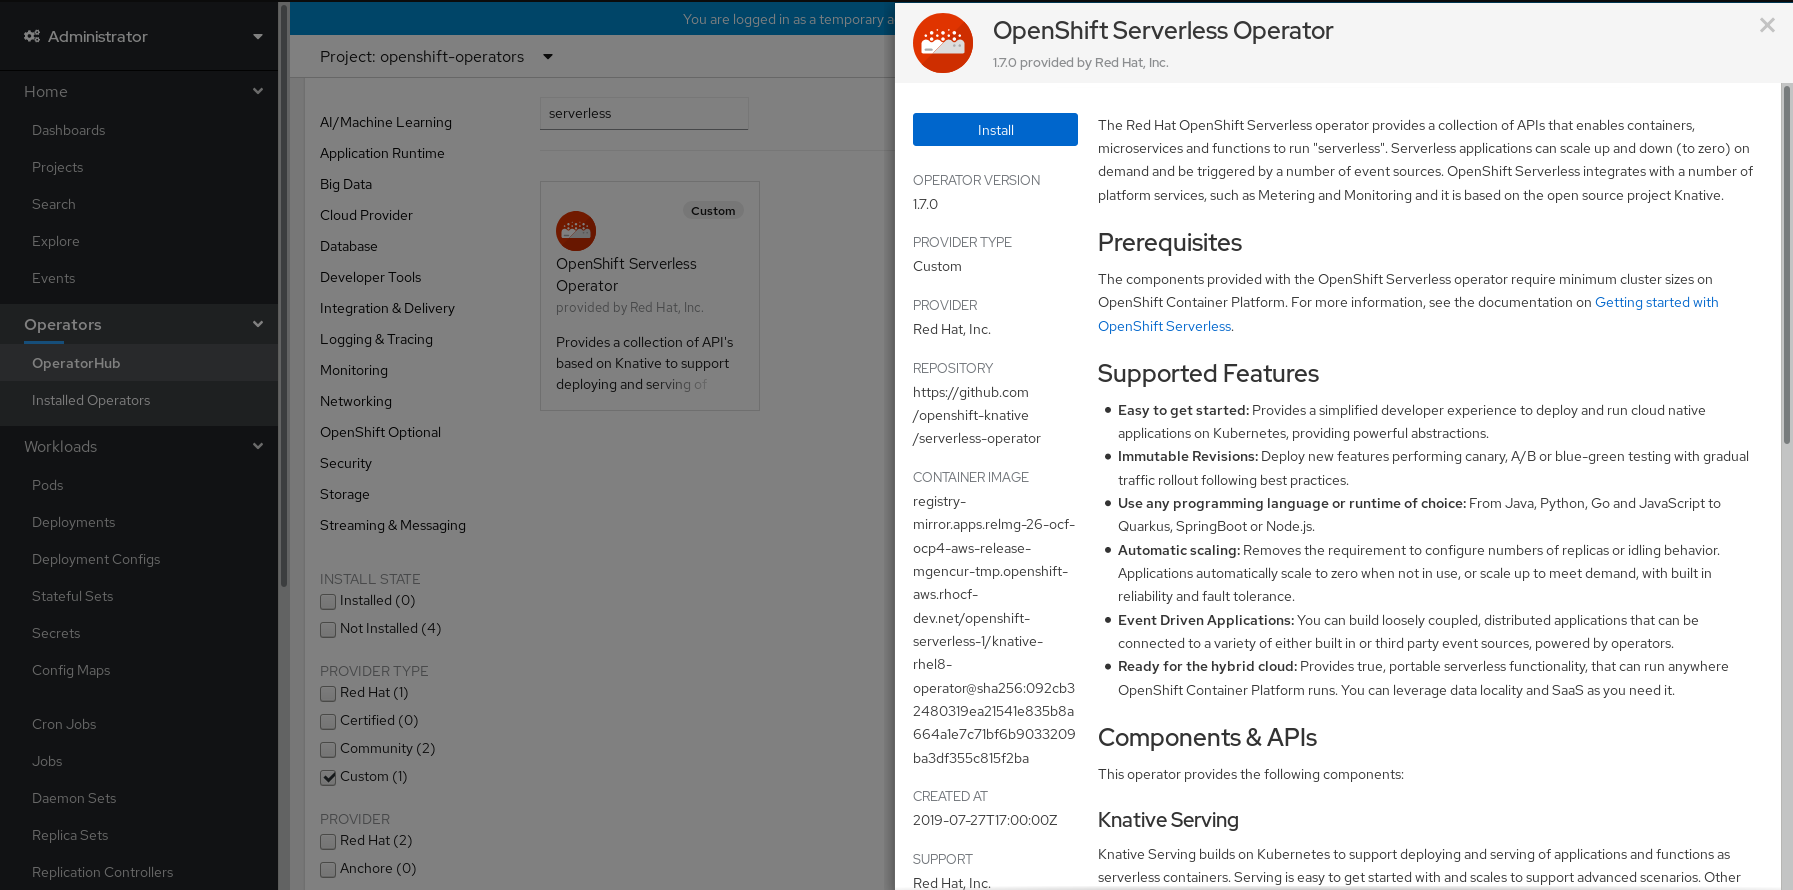 Administrator
Home
Dashboards
Projects
Search
Explore
Events
Operators
OperatorHub
Installed Operators
Workloads
Pods
Deployments
Deployment Configs
Stateful Sets
Secrets
Config Maps
Cron Jobs
Jobs
Daemon Sets
Replica Sets
Replication Controllers
You are logged in as a temporary a
Project: openshift-operators
AI/Machine Learning
Application Runtime
Big Data
Cloud Provider
Database
Developer Tools
Integration & Delivery
Logging & Tracing
Monitoring
Networking
OpenShift Optional
Security
Storage
Streaming & Messaging
INSTALL STATE
Installed (0)
Not Installed (4)
PROVIDER TYPE
Red Hat (1)
Certified (0)
Community (2)
Custom (1)
PROVIDER
Red Hat (2)
Anchore (0)
serverless
Custom
OpenShift Serverless
Operator
provided by Red Hat, Inc.
Provides a collection of API's
based on Knative to support
deploying and serving of
OpenShift Serverless Operator
1.7.0 provided by Red Hat, Inc.
Install
OPERATOR VERSION
1.7.0
PROVIDER TYPE
Custom
PROVIDER
Red Hat, Inc.
REPOSITORY
https://github.com
/openshift-knative
/serverless-operator
CONTAINER IMAGE
registry-
mirror.apps.relmg-26-ocf-
ocp4-aws-release-
mgencur-tmp.openshift-
aws.rhocf-
dev.net/openshift-
serverless-1/knative-
rhel8-
operator@sha256:092cb3
2480319ea21541e835b8a
664a1e7c71bf6b9033209
ba3df355c815f2ba
CREATED AT
2019-07-27T17:00:00Z
SUPPORT
Red Hat, Inc.
The Red Hat OpenShift Serverless operator provides a collection of APIs that enables containers,
microservices and functions to run "serverless". Serverless applications can scale up and down (to zero) on
demand and be triggered by a number of event sources. OpenShift Serverless integrates with a number of
platform services, such as Metering and Monitoring and it is based on the open source project Knative.
Prerequisites
The components provided with the OpenShift Serverless operator require minimum cluster sizes on
OpenShift Container Platform. For more information, see the documentation on Getting started with
OpenShift Serverless.
Supported Features
• Easy to get started: Provides a simplified developer experience to deploy and run cloud native
applications on Kubernetes, providing powerful abstractions.
• Immutable Revisions: Deploy new features performing canary, A/B or blue-green testing with gradual
traffic rollout following best practices.
• Use any programming language or runtime of choice: From Java, Python, Go and JavaScript to
Quarkus, SpringBoot or Node.js.
• Automatic scaling: Removes the requirement to configure numbers of replicas or idling behavior.
Applications automatically scale to zero when not in use, or scale up to meet demand, with built in
reliability and fault tolerance.
• Event Driven Applications: You can build loosely coupled, distributed applications that can be
connected to a variety of either built in or third party event sources, powered by operators.
• Ready for the hybrid cloud: Provides true, portable serverless functionality, that can run anywhere
OpenShift Container Platform runs. You can leverage data locality and SaaS as you need it.
Components & APIs
This operator provides the following components:
Knative Serving
Knative Serving builds on Kubernetes to support deploying and serving of applications and functions as
serverless containers. Serving is easy to get started with and scales to support advanced scenarios. Other